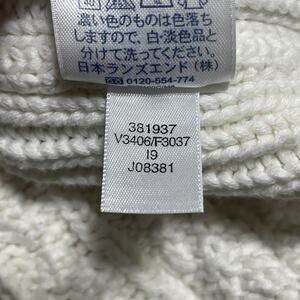 濃い色のものは色落ち
しますので、白・淡色品と
分けて洗ってください。
日本ランズエンド(株)
0120-554-774
381937
V3406/F3037
I9
J08381